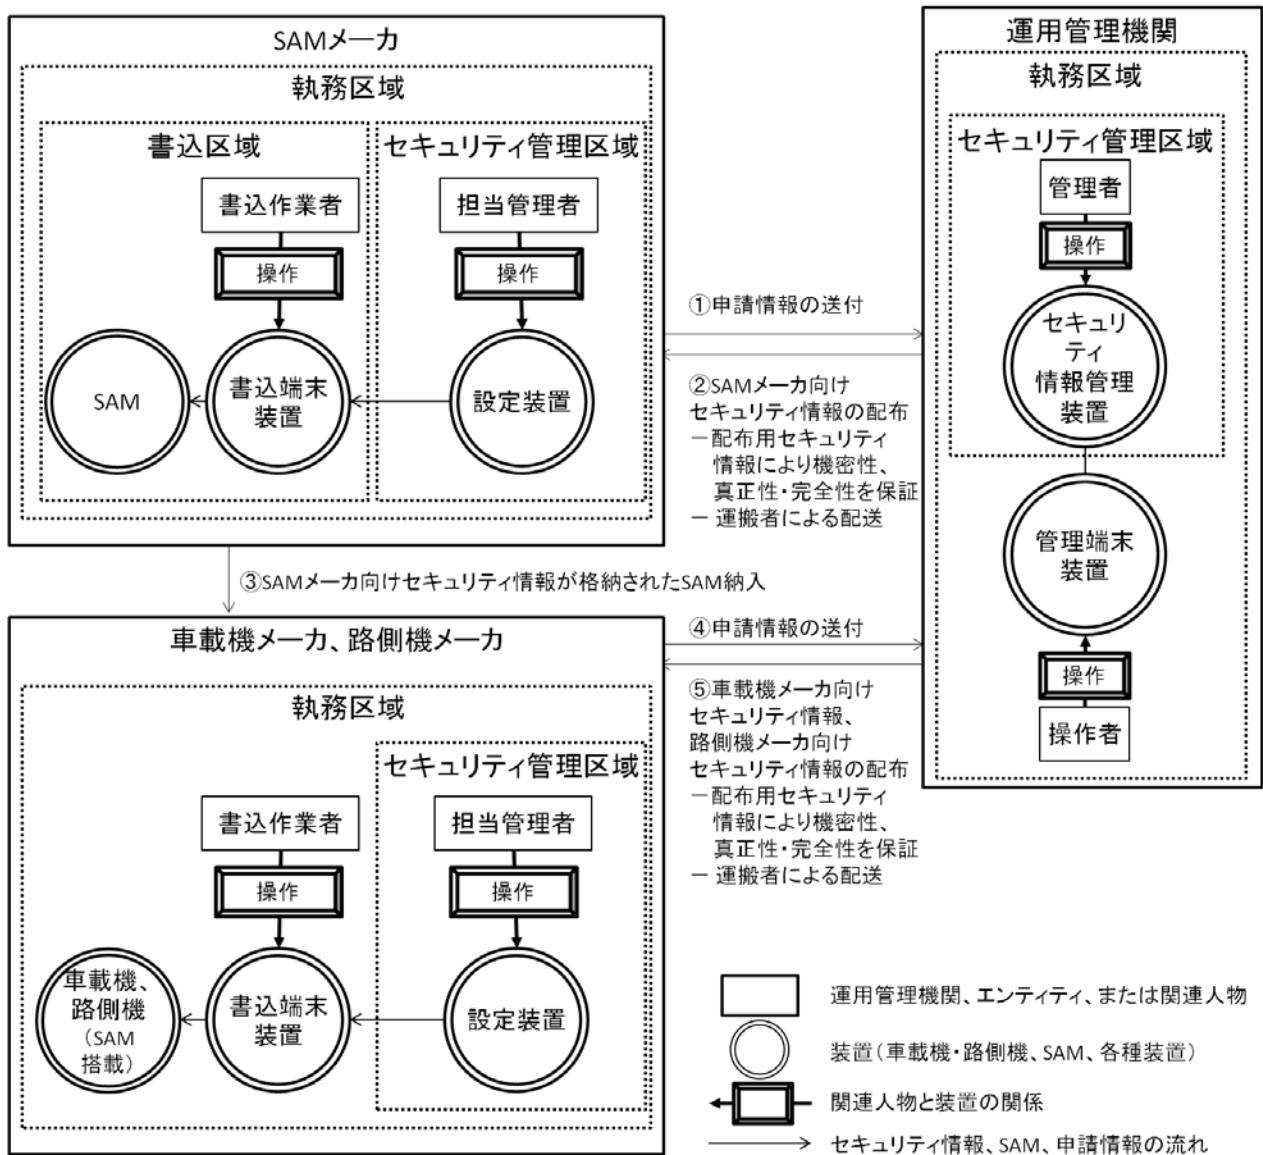 SAMメーカ
執務区域
書込区域
セキュリティ管理区域
書込作業者
担当管理者
操作
操作
SAM
書込端末
装置
設定装置
①申請情報の送付
②SAMメーカ向け
セキュリティ情報の配布
－配布用セキュリティ
情報により機密性、
真正性・完全性を保証
－ 運搬者による配送
運用管理機関
執務区域
セキュリティ管理区域
管理者
操作
セキュリ
ティ
情報管理
装置
管理端末
装置
操作
操作者
③SAMメーカ向けセキュリティ情報が格納されたSAM納入
車載機メーカ、路側機メーカ
執務区域
セキュリティ管理区域
書込作業者
担当管理者
操作
操作
車載機、
路側機
（SAM
搭載）
書込端末
装置
設定装置
④申請情報の送付
⑤車載機メーカ向け
セキュリティ情報、
路側機メーカ向け
セキュリティ情報の配布
－配布用セキュリティ
情報により機密性、
真正性・完全性を保証
－ 運搬者による配送
運用管理機関、エンティティ、または関連人物
装置（車載機・路側機、SAM、各種装置）
関連人物と装置の関係
セキュリティ情報、SAM、申請情報の流れ